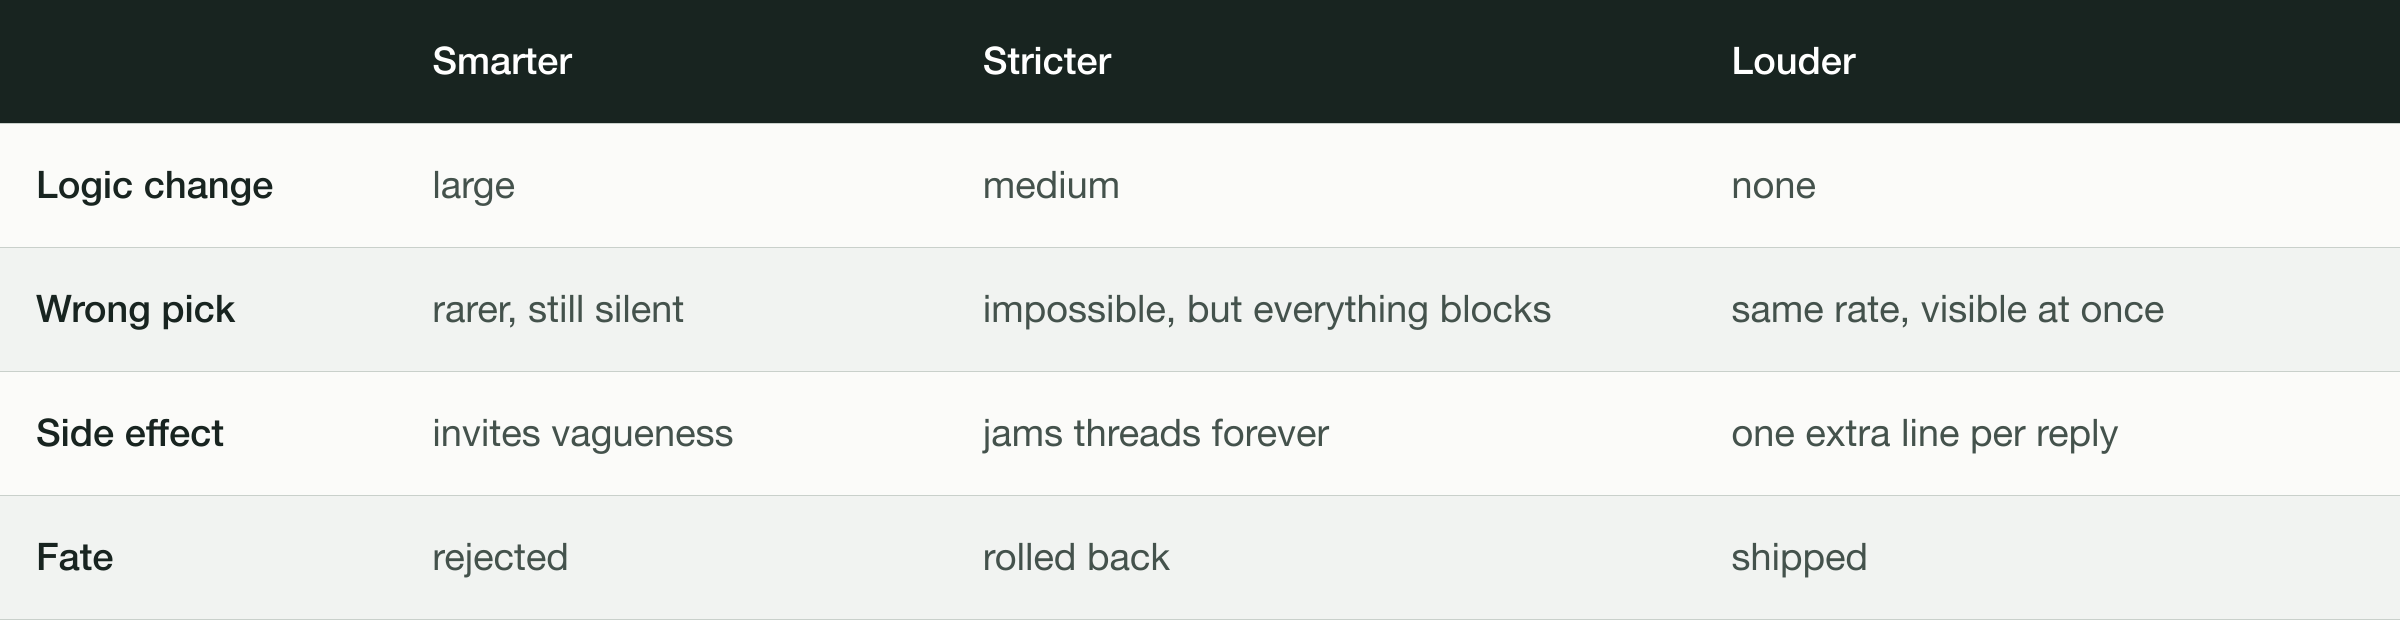 Smarter Stricter Louder
Logic change large medium none
Wrong pick rarer, still silent impossible, but everything blocks same rate, visible at once
Side effect invites vagueness jams threads forever one extra line per reply
Fate rejected rolled back shipped